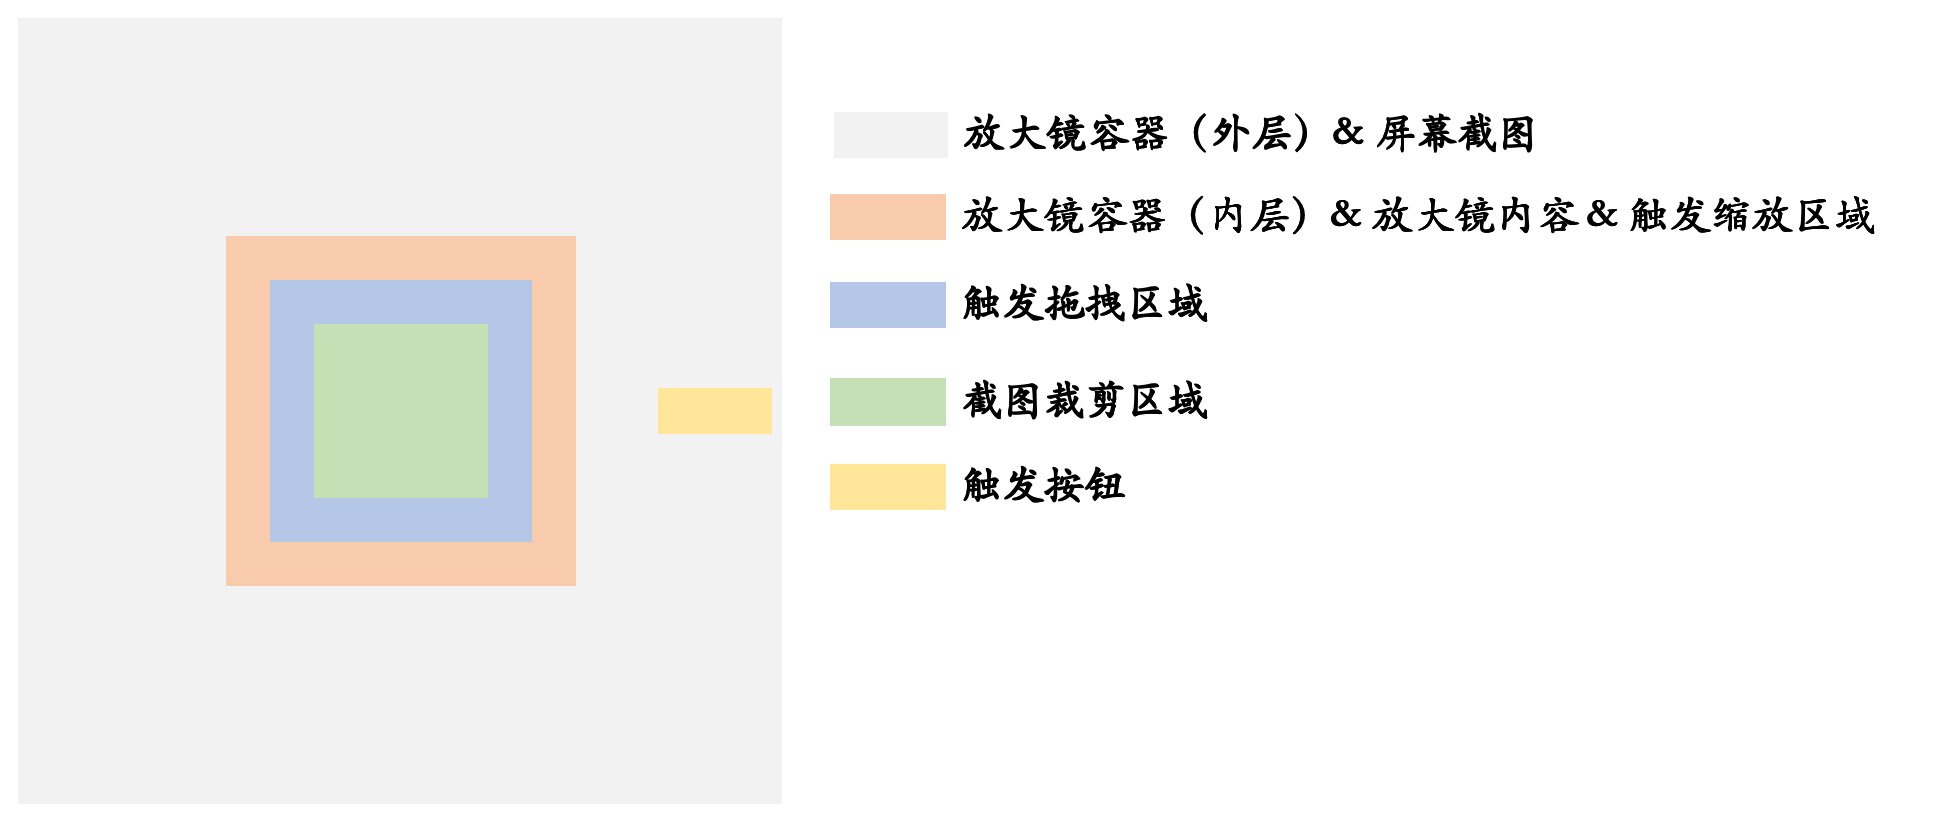 放大镜容器（外层）& 屏幕截图
放大镜容器（内层）& 放大镜内容& 触发缩放区域
触发拖拽区域
截图裁剪区域
触发按钮